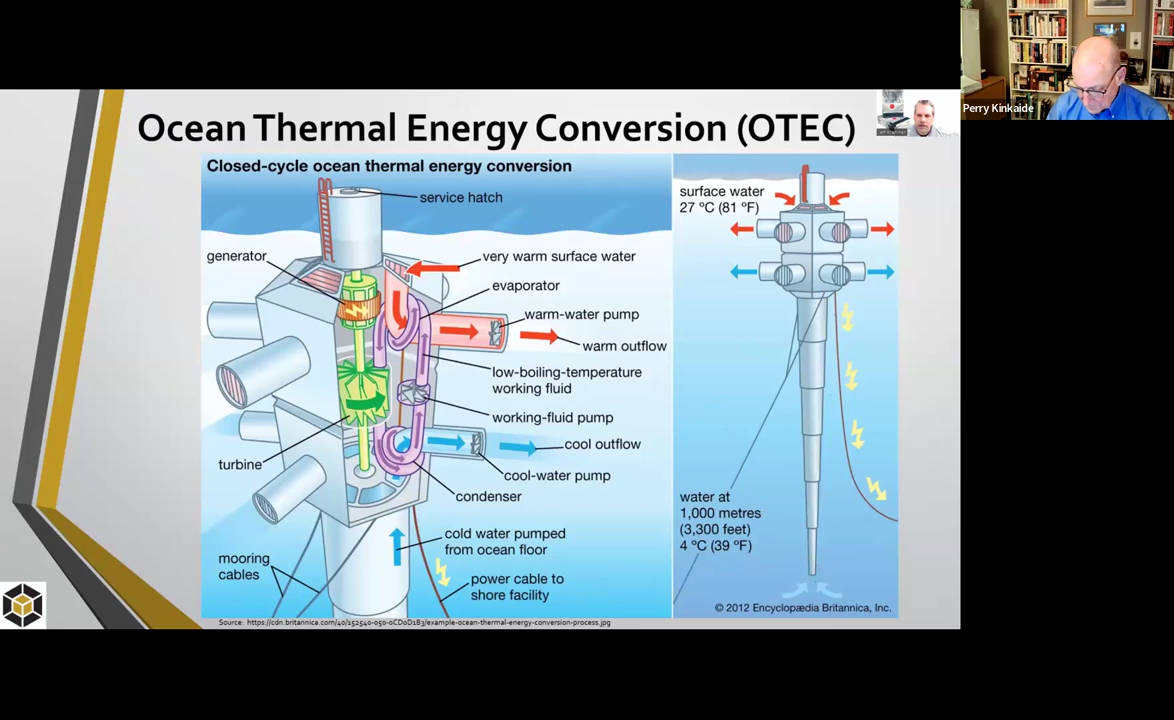 Perry Kinkaide
Ocean Thermal Energy Conversion (OTEC)
Closed-cycle ocean thermal energy conversion
service hatch
generator
very warm surface water
evaporator
warm-water pump
warm outflow
low-boiling-temperature
working fluid
working-fluid pump
cool outflow
turbine
cool-water pump
condenser
cold water pumped
from ocean floor
mooring
cables
power cable to
shore facility
surface water
27 ºC (81 ºF)
water at
1,000 metres
(3,300 feet)
4 ºC (39 ºF)
© 2012 Encyclopædia Britannica, Inc.
Source: https://cdn.britannica.com/40/152540-050-0CD0D1B3/example-ocean-thermal-energy-conversion-process.jpg